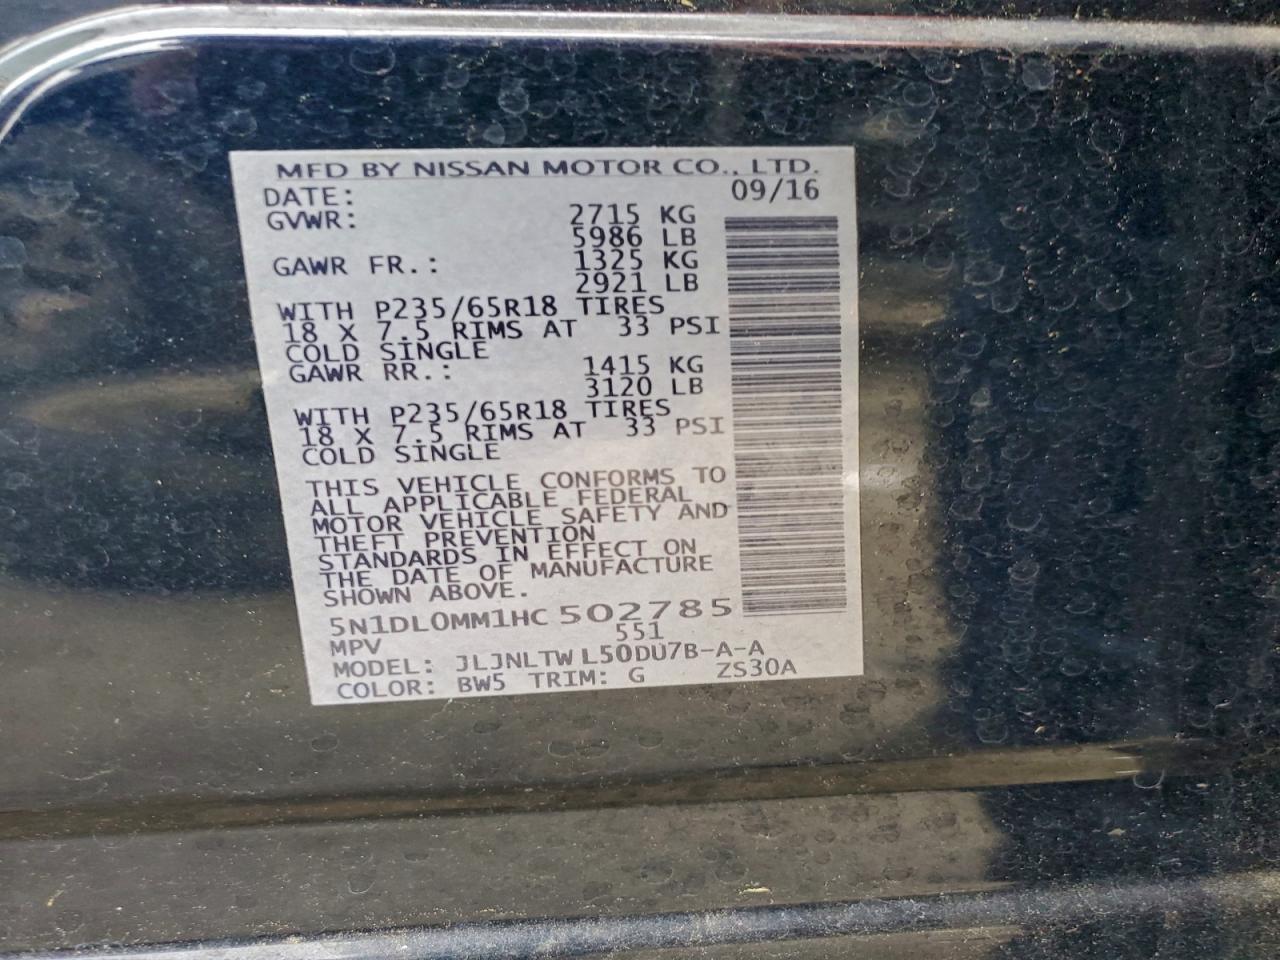 MFD BY NISSAN MOTOR CO., LTD.
DATE: 09/16
GVWR: 2715 KG
5986 LB
GAWR FR.: 1325 KG
2921 LB
WITH P235/65R18 TIRES
18 X 7.5 RIMS AT 33 PSI
COLD SINGLE
GAWR RR.: 1415 KG
3120 LB
WITH P235/65R18 TIRES
18 X 7.5 RIMS AT 33 PSI
COLD SINGLE
THIS VEHICLE CONFORMS TO
ALL APPLICABLE FEDERAL
MOTOR VEHICLE SAFETY AND
THEFT PREVENTION
STANDARDS IN EFFECT ON
THE DATE OF MANUFACTURE
SHOWN ABOVE.
5N1DL0MM1HC 502785
MPV 551
MODEL: JLJNLTW L50DU7B-A-A
COLOR: BW5 TRIM: G ZS30A